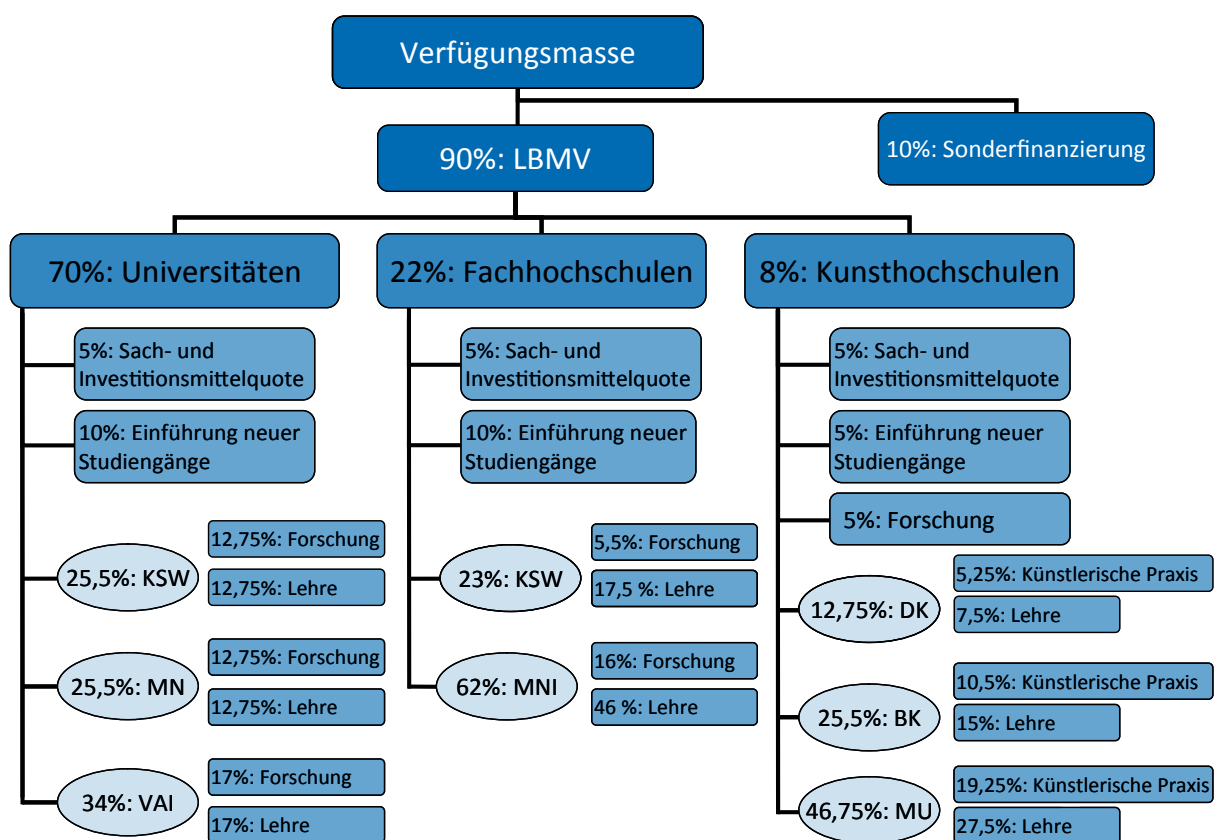 Verfügungsmasse
90%: LBMV
10%: Sonderfinanzierung
70%: Universitäten
5%: Sach- und
Investitionsmittelquote
10%: Einführung neuer
Studiengänge
25,5%: KSW
12,75%: Forschung
12,75%: Lehre
25,5%: MN
12,75%: Forschung
12,75%: Lehre
34%: VAI
17%: Forschung
17%: Lehre
22%: Fachhochschulen
5%: Sach- und
Investitionsmittelquote
10%: Einführung neuer
Studiengänge
23%: KSW
5,5%: Forschung
17,5 %: Lehre
62%: MNI
16%: Forschung
46 %: Lehre
8%: Kunsthochschulen
5%: Sach- und
Investitionsmittelquote
5%: Einführung neuer
Studiengänge
5%: Forschung
12,75%: DK
5,25%: Künstlerische Praxis
7,5%: Lehre
25,5%: BK
10,5%: Künstlerische Praxis
15%: Lehre
46,75%: MU
19,25%: Künstlerische Praxis
27,5%: Lehre